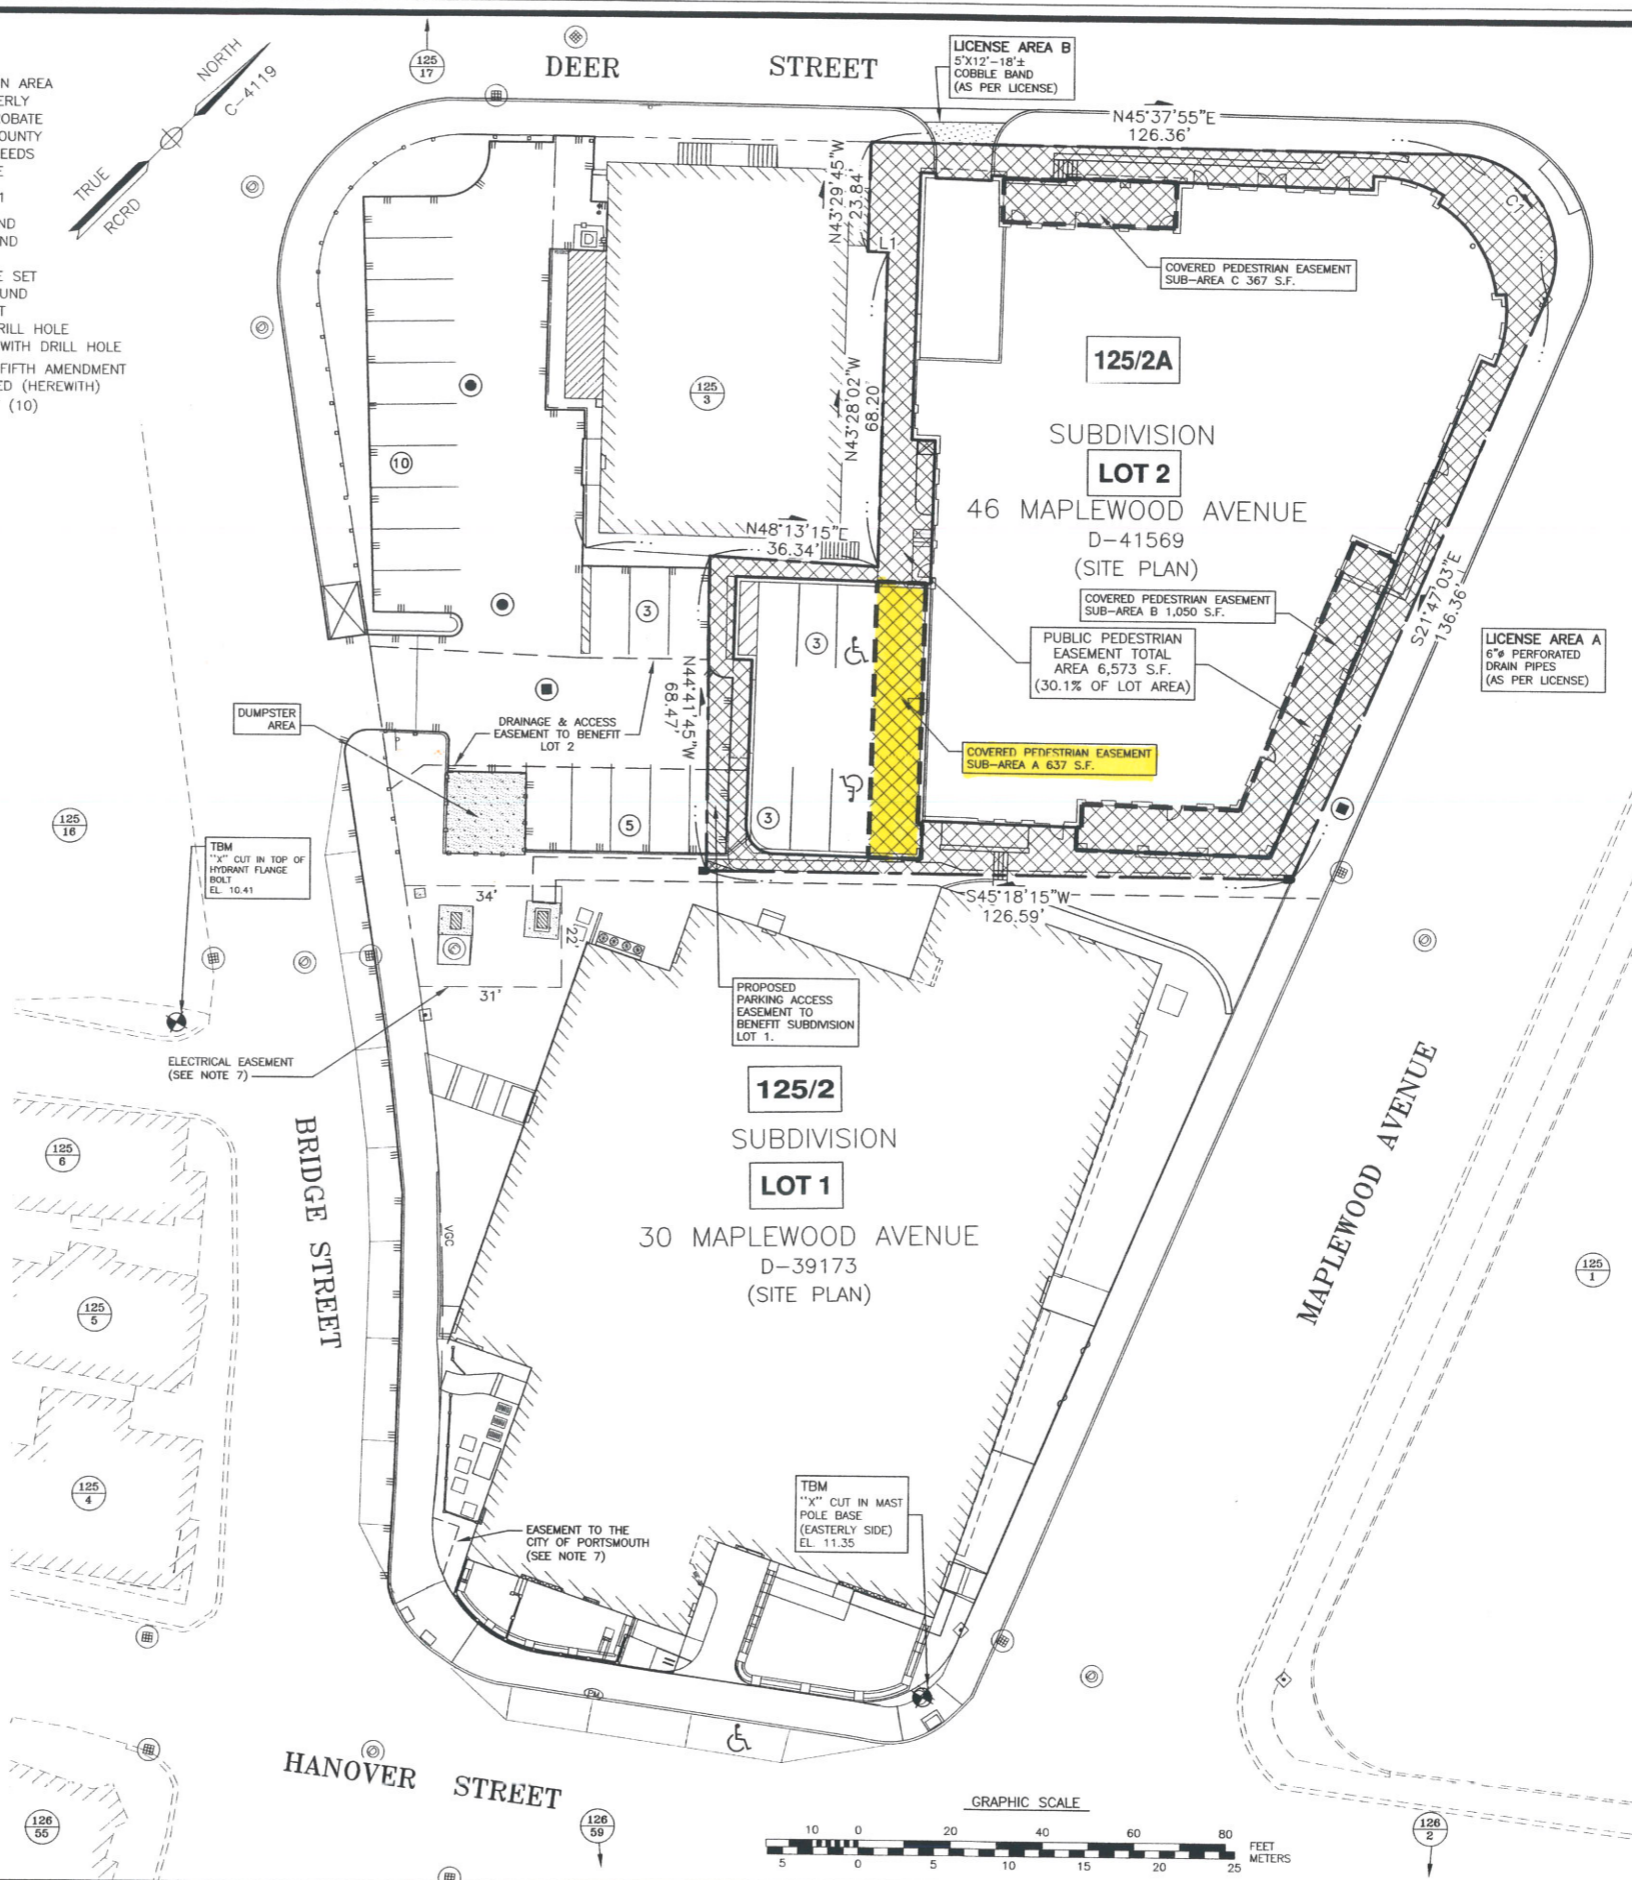 N AREA
ERLY
OBATE
OUNTY
EEDS
E
1
ND
ND
E SET
UND
T
RILL HOLE
WITH DRILL HOLE
FIFTH AMENDMENT
ED (HEREWITH)
(10)
TRUE
NORTH
RCRD
C-4119
125
17
DEER STREET
LICENSE AREA B
5'X12'-18'±
COBBLE BAND
(AS PER LICENSE)
N45°37'55"E
126.36'
N43°29'45"W
23.84'
L1
C1
COVERED PEDESTRIAN EASEMENT
SUB-AREA C 367 S.F.
D
125
3
10
N43°28'02"W
68.20'
125/2A
SUBDIVISION
LOT 2
46 MAPLEWOOD AVENUE
D-41569
(SITE PLAN)
N48°13'15"E
36.34'
3
3
COVERED PEDESTRIAN EASEMENT
SUB-AREA B 1,050 S.F.
S21°47'03"E
136.36'
PUBLIC PEDESTRIAN
EASEMENT TOTAL
AREA 6,573 S.F.
(30.1% OF LOT AREA)
LICENSE AREA A
6"ø PERFORATED
DRAIN PIPES
(AS PER LICENSE)
N44°41'45"W
68.47'
DUMPSTER
AREA
DRAINAGE & ACCESS
EASEMENT TO BENEFIT
LOT 2
COVERED PEDESTRIAN EASEMENT
SUB-AREA A 637 S.F.
5
3
125
16
TBM
"X" CUT IN TOP OF
HYDRANT FLANGE
BOLT
EL. 10.41
34'
22'
31'
S45°18'15"W
126.59'
PROPOSED
PARKING ACCESS
EASEMENT TO
BENEFIT SUBDIVISION
LOT 1.
ELECTRICAL EASEMENT
(SEE NOTE 7)
125/2
SUBDIVISION
LOT 1
30 MAPLEWOOD AVENUE
D-39173
(SITE PLAN)
BRIDGE STREET
VGC
MAPLEWOOD AVENUE
125
6
125
5
125
4
125
1
TBM
"X" CUT IN MAST
POLE BASE
(EASTERLY SIDE)
EL. 11.35
EASEMENT TO THE
CITY OF PORTSMOUTH
(SEE NOTE 7)
PM
HANOVER STREET
126
55
126
59
126
2
GRAPHIC SCALE
10 0 20 40 60 80 FEET
5 0 5 10 15 20 25 METERS